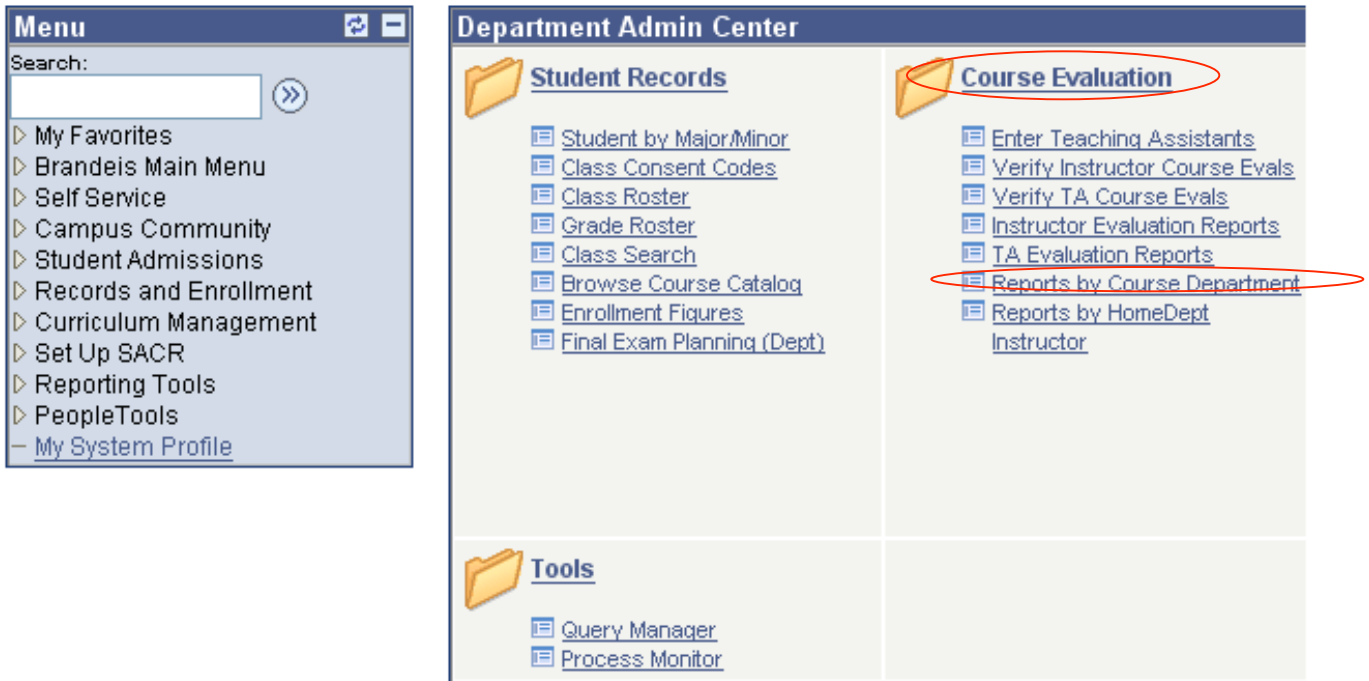 Menu
Search:
My Favorites
Brandeis Main Menu
Self Service
Campus Community
Student Admissions
Records and Enrollment
Curriculum Management
Set Up SACR
Reporting Tools
PeopleTools
My System Profile
Department Admin Center
Student Records
Student by Major/Minor
Class Consent Codes
Class Roster
Grade Roster
Class Search
Browse Course Catalog
Enrollment Figures
Final Exam Planning (Dept)
Course Evaluation
Enter Teaching Assistants
Verify Instructor Course Evals
Verify TA Course Evals
Instructor Evaluation Reports
TA Evaluation Reports
Reports by Course Department
Reports by HomeDept
Instructor
Tools
Query Manager
Process Monitor